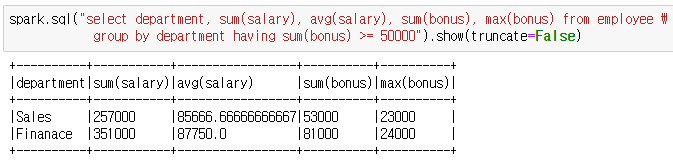 spark.sql("select department, sum(salary), avg(salary), sum(bonus), max(bonus) from employee ₩
group by department having sum(bonus) >= 50000").show(truncate=False)
+----------+-----------+-----------------+----------+----------+
|department|sum(salary)|avg(salary)      |sum(bonus)|max(bonus)|
+----------+-----------+-----------------+----------+----------+
|Sales     |257000     |85666.66666666667|53000     |23000     |
|Finanace  |351000     |87750.0          |81000     |24000     |
+----------+-----------+-----------------+----------+----------+